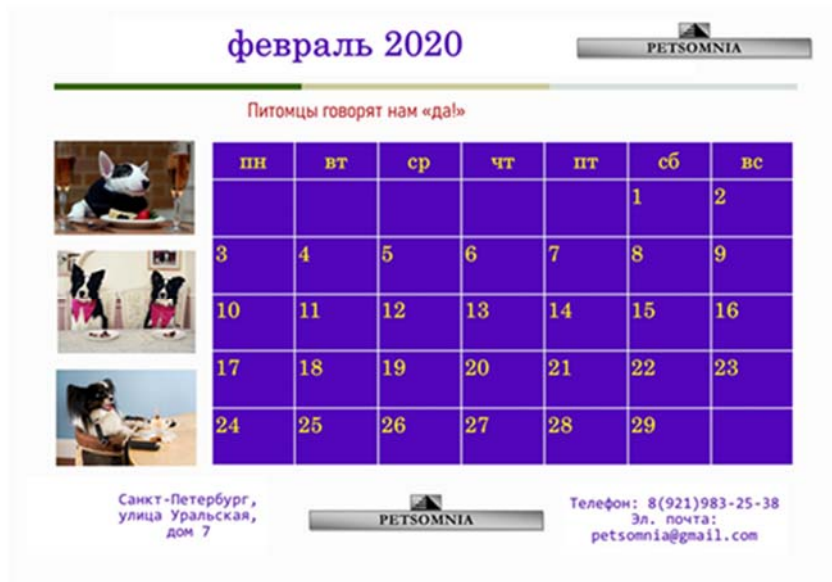 февраль 2020
PETSOMNIA
Питомцы говорят нам «да!»
пн вт ср чт пт сб вс
1 2
3 4 5 6 7 8 9
10 11 12 13 14 15 16
17 18 19 20 21 22 23
24 25 26 27 28 29
Санкт-Петербург,
улица Уральская,
дом 7
PETSOMNIA
Телефон: 8(921)983-25-38
Эл. почта:
petsomnia@gmail.com